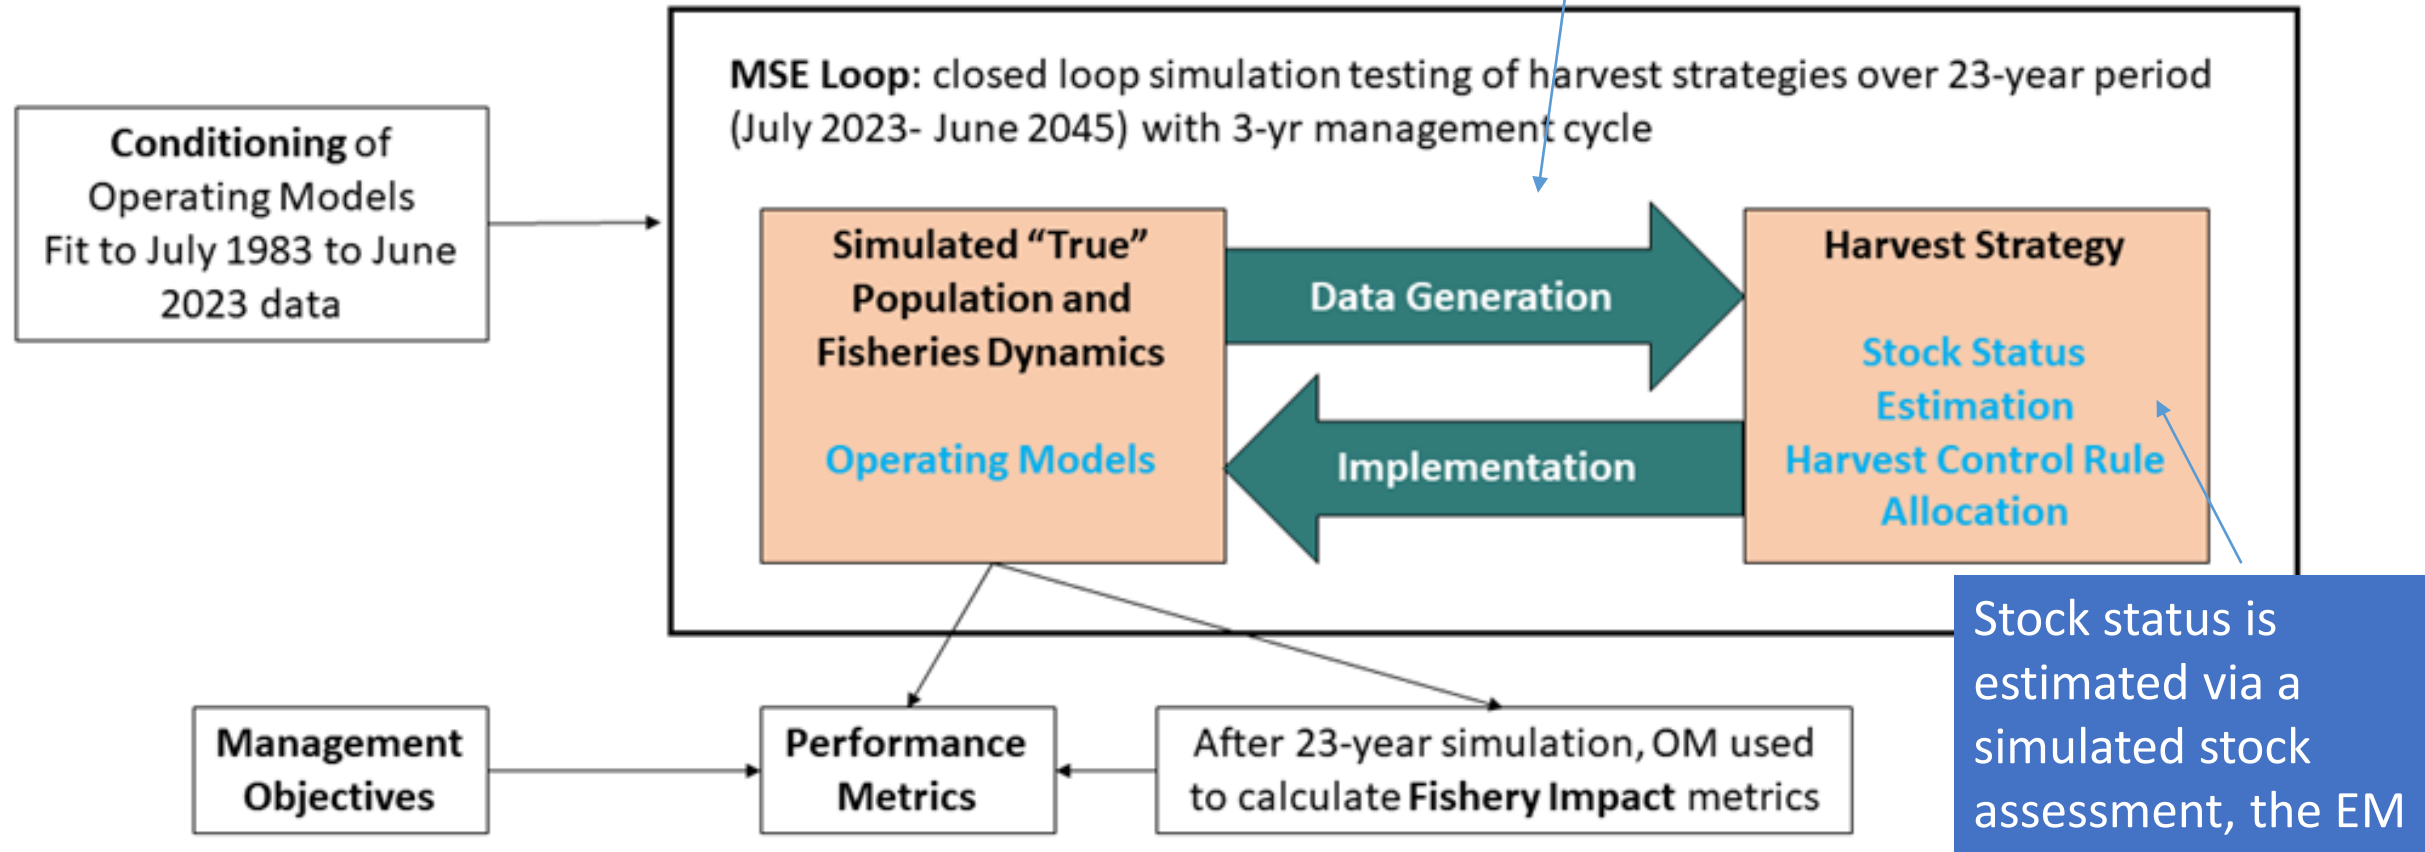 MSE Loop: closed loop simulation testing of harvest strategies over 23-year period
(July 2023- June 2045) with 3-yr management cycle
Conditioning of
Operating Models
Fit to July 1983 to June
2023 data
Simulated “True”
Population and
Fisheries Dynamics
Operating Models
Data Generation
Implementation
Harvest Strategy
Stock Status
Estimation
Harvest Control Rule
Allocation
Stock status is
estimated via a
simulated stock
assessment, the EM
Management
Objectives
Performance
Metrics
After 23-year simulation, OM used
to calculate Fishery Impact metrics